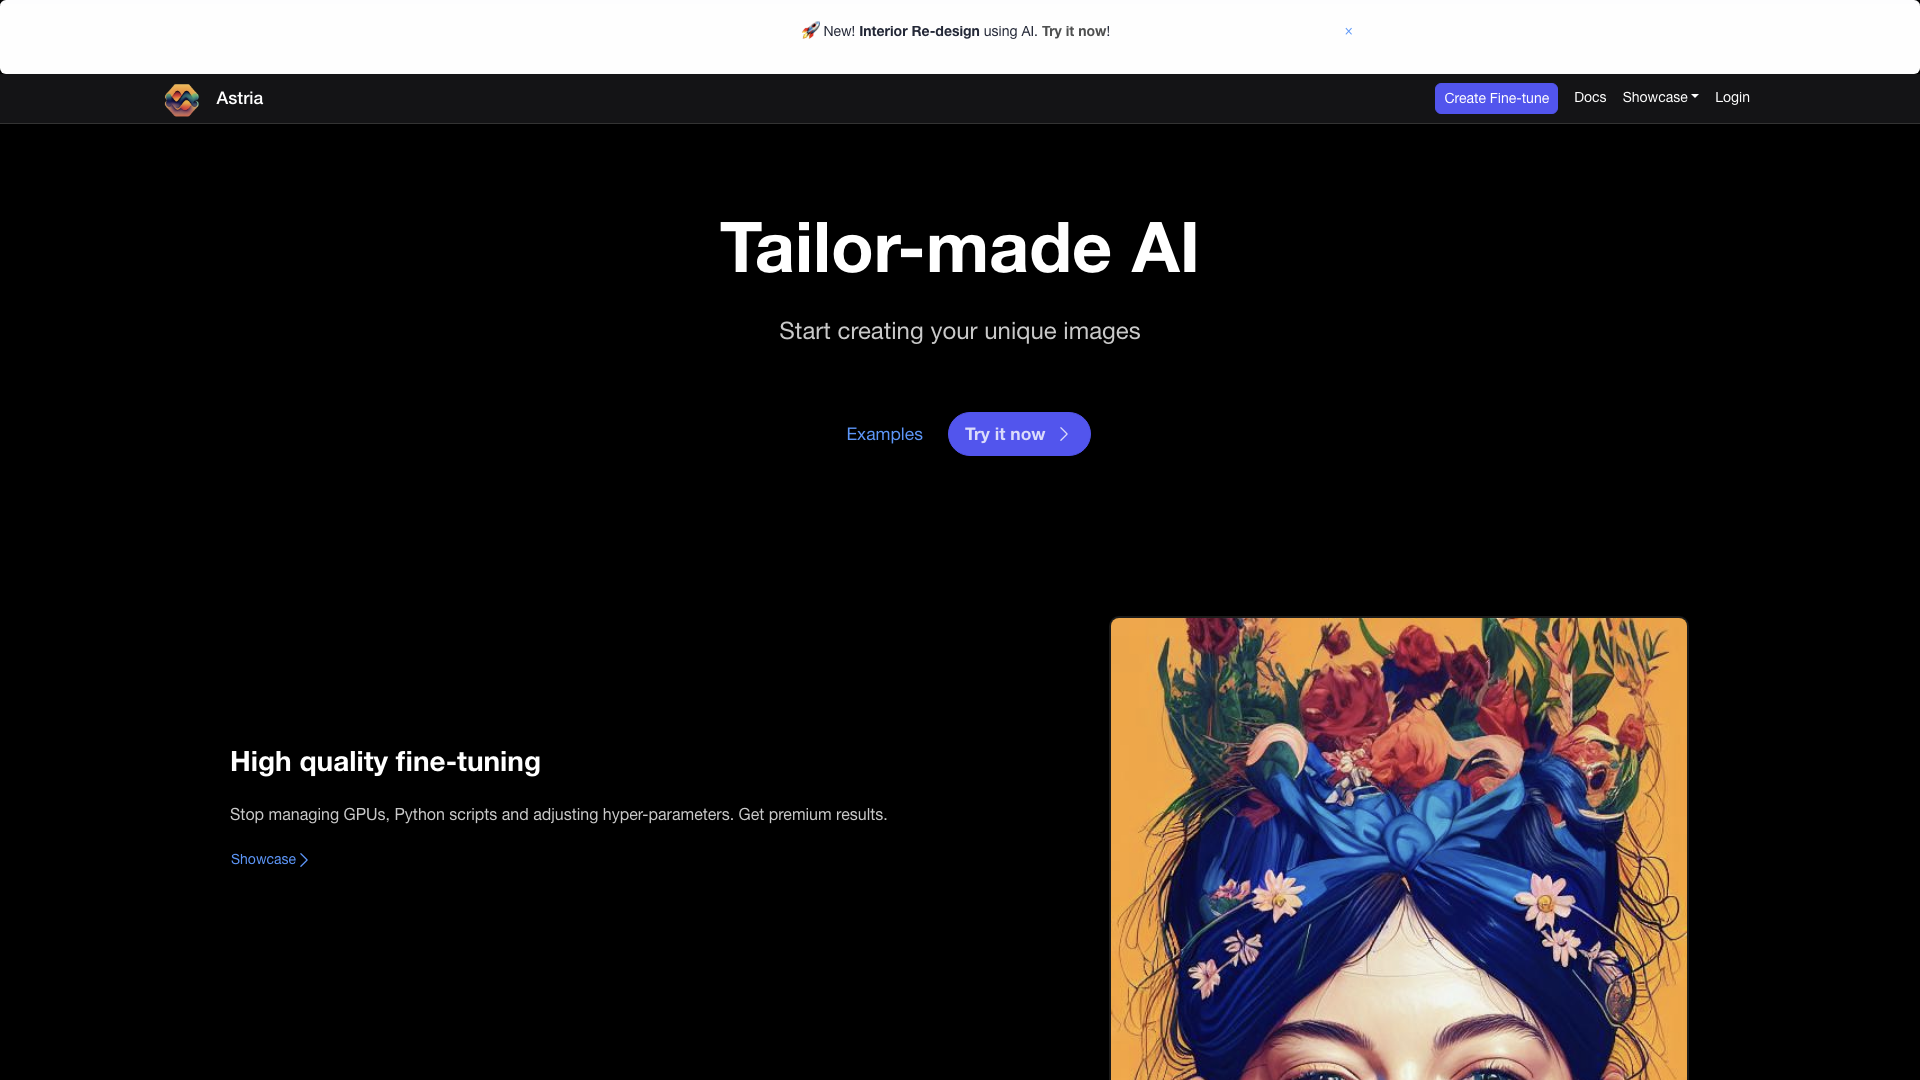 🚀 New! Interior Re-design using AI. Try it now!
×
Astria
Create Fine-tune
Docs
Showcase
Login
Tailor-made AI
Start creating your unique images
Examples
Try it now
High quality fine-tuning
Stop managing GPUs, Python scripts and adjusting hyper-parameters. Get premium results.
Showcase